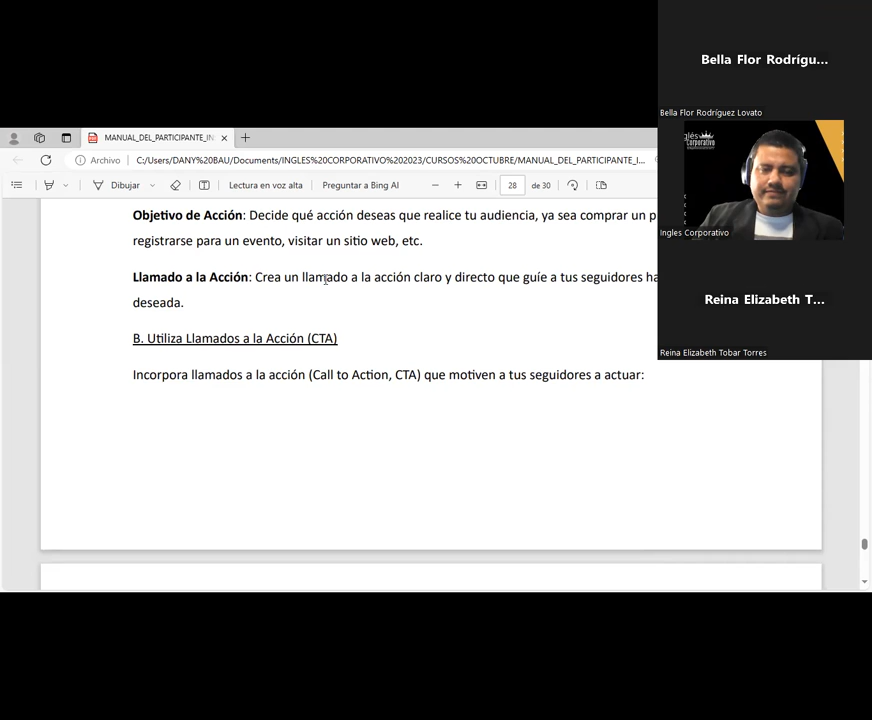 Bella Flor Rodrígu...
Bella Flor Rodríguez Lovato
MANUAL_DEL_PARTICIPANTE_IN
Archivo
C:/Users/DANY%20BAU/Documents/INGLES%20CORPORATIVO%202023/CURSOS%20OCTUBRE/MANUAL_DEL_PARTICIPANTE_I...
Dibujar
Lectura en voz alta
Preguntar a Bing AI
28
de 30
Corporativo
Ingles Corporativo
Objetivo de Acción: Decide qué acción deseas que realice tu audiencia, ya sea comprar un p
registrarse para un evento, visitar un sitio web, etc.
Llamado a la Acción: Crea un llamado a la acción claro y directo que guíe a tus seguidores ha
deseada.
Reina Elizabeth T...
Reina Elizabeth Tobar Torres
B. Utiliza Llamados a la Acción (CTA)
Incorpora llamados a la acción (Call to Action, CTA) que motiven a tus seguidores a actuar: